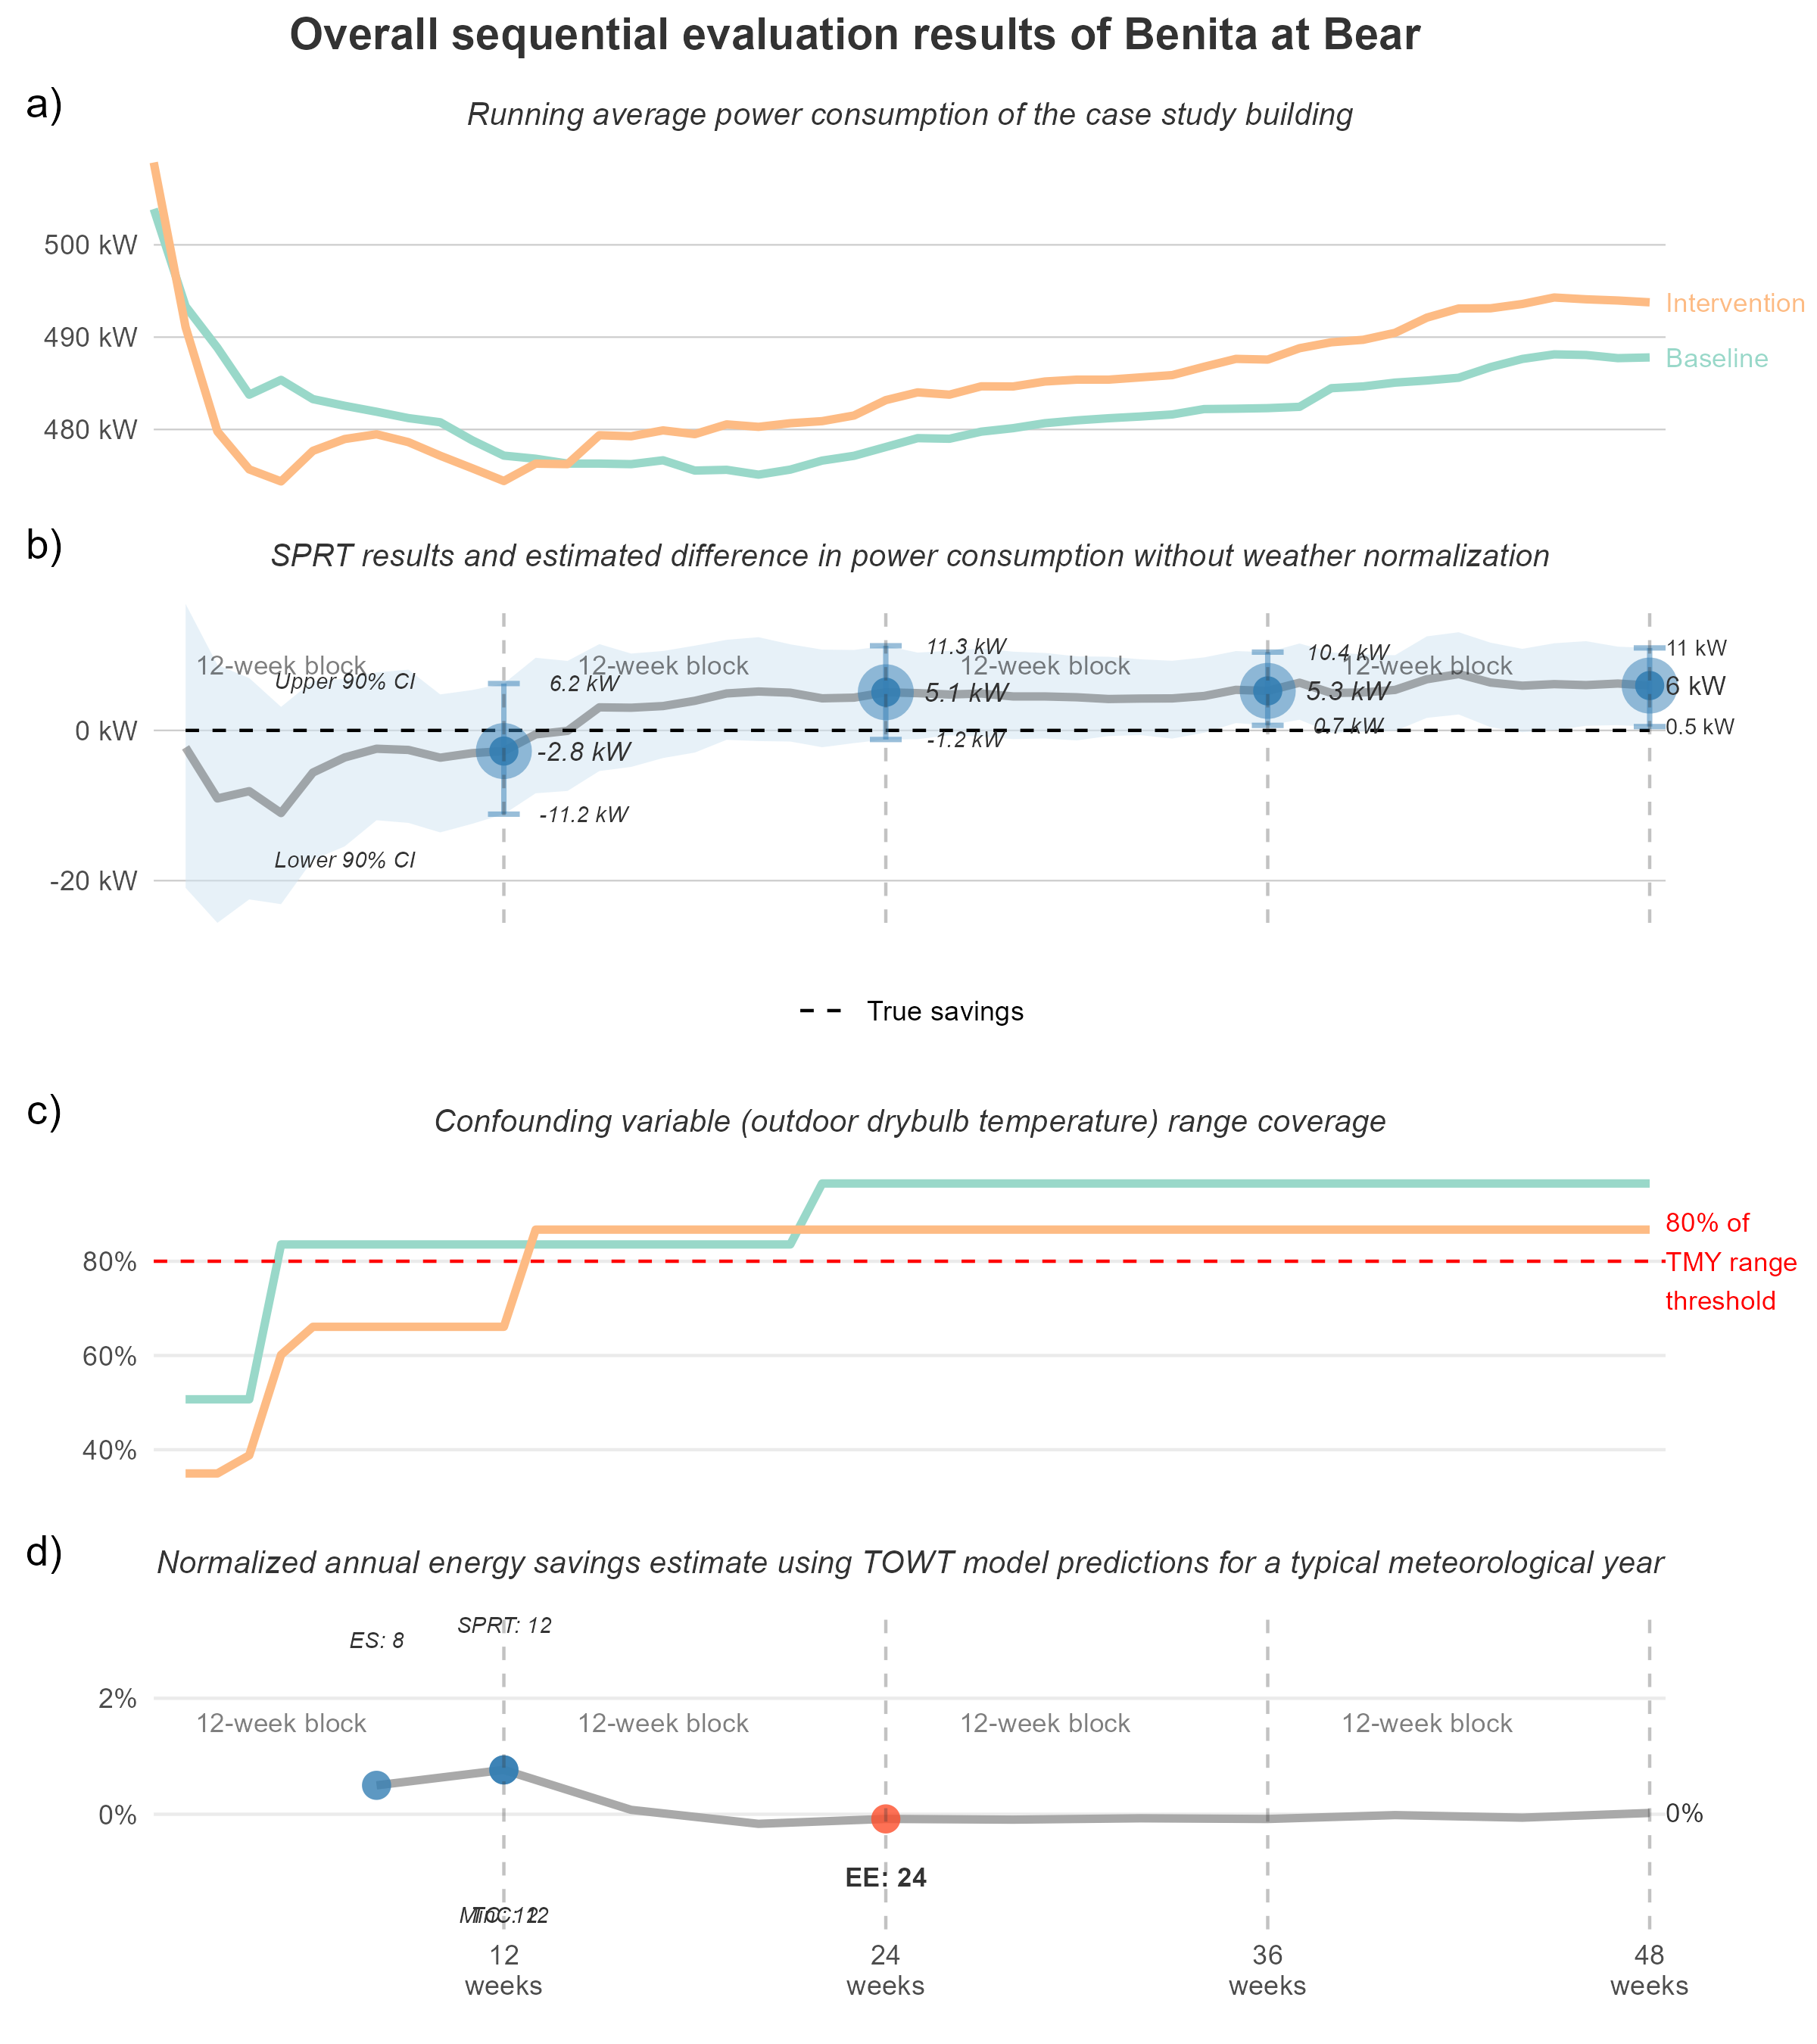 Overall sequential evaluation results of Benita at Bear
a)
Running average power consumption of the case study building
500 kW
490 kW
480 kW
Intervention
Baseline
b)
SPRT results and estimated difference in power consumption without weather normalization
12-week block
12-week block
12-week block
12-week block
Upper 90% CI
Lower 90% CI
0 kW
-20 kW
6.2 kW
-2.8 kW
-11.2 kW
11.3 kW
5.1 kW
-1.2 kW
10.4 kW
5.3 kW
0.7 kW
11 kW
6 kW
0.5 kW
True savings
c)
Confounding variable (outdoor drybulb temperature) range coverage
80%
60%
40%
80% of
TMY range
threshold
d)
Normalized annual energy savings estimate using TOWT model predictions for a typical meteorological year
ES: 8
SPRT: 12
2%
12-week block
12-week block
12-week block
12-week block
0%
0%
EE: 24
12
weeks
24
weeks
36
weeks
48
weeks